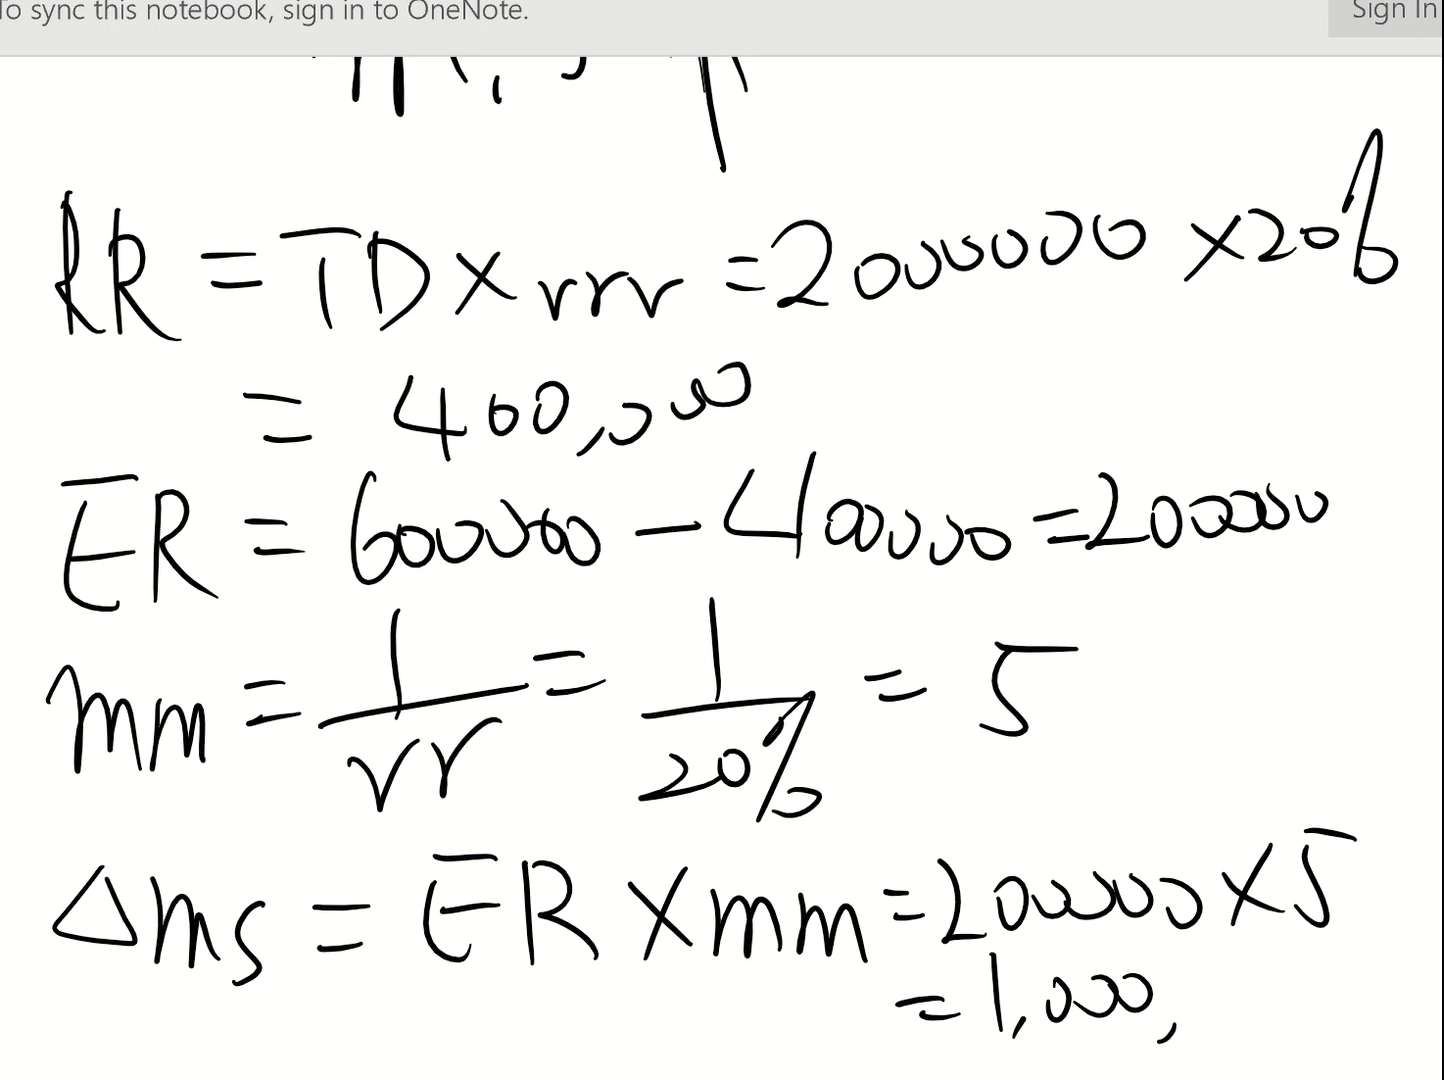 To sync this notebook, sign in to OneNote.
Sign In
RR = TD × rrr = 2000000 × 20%
= 400,000
ER = 600000 - 400000 = 200000
mm = 1/rr = 1/20% = 5
Δms = ER × mm = 200000 × 5
= 1,000,